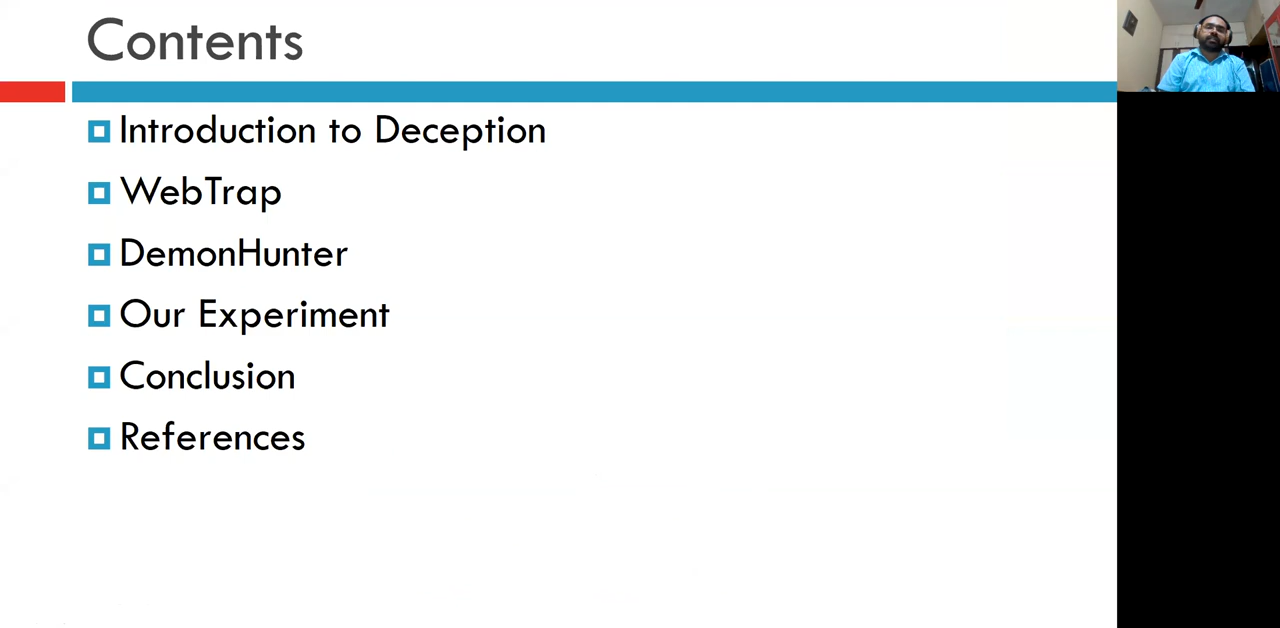 Contents
Introduction to Deception
WebTrap
DemonHunter
Our Experiment
Conclusion
References